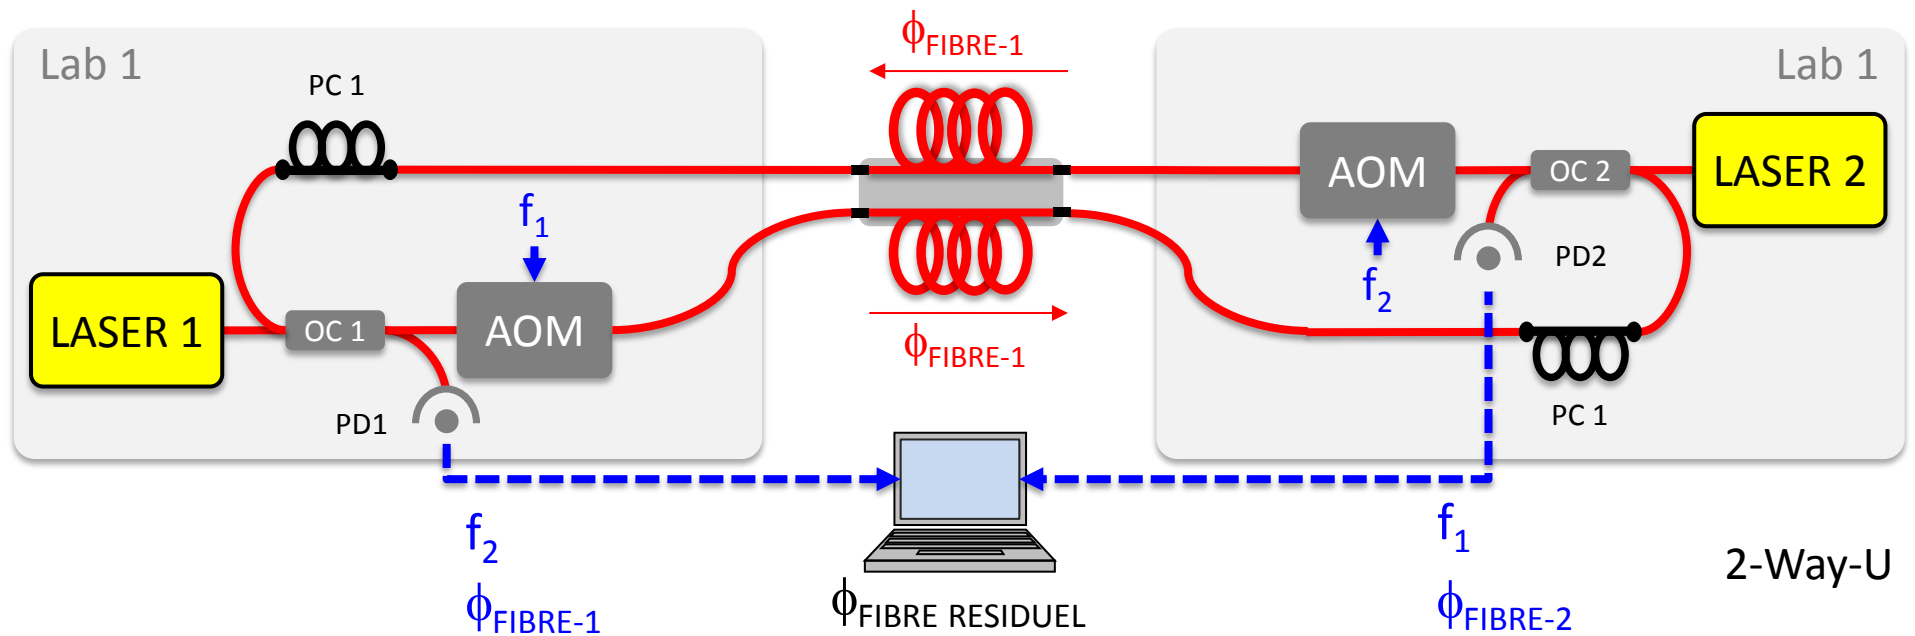 Lab 1
PC 1
f1
LASER 1
OC 1
AOM
PD1
ϕFIBRE-1
ϕFIBRE-1
Lab 1
AOM
OC 2
LASER 2
f2
PD2
PC 1
f2
ϕFIBRE-1
ϕFIBRE RESIDUEL
f1
ϕFIBRE-2
2-Way-U